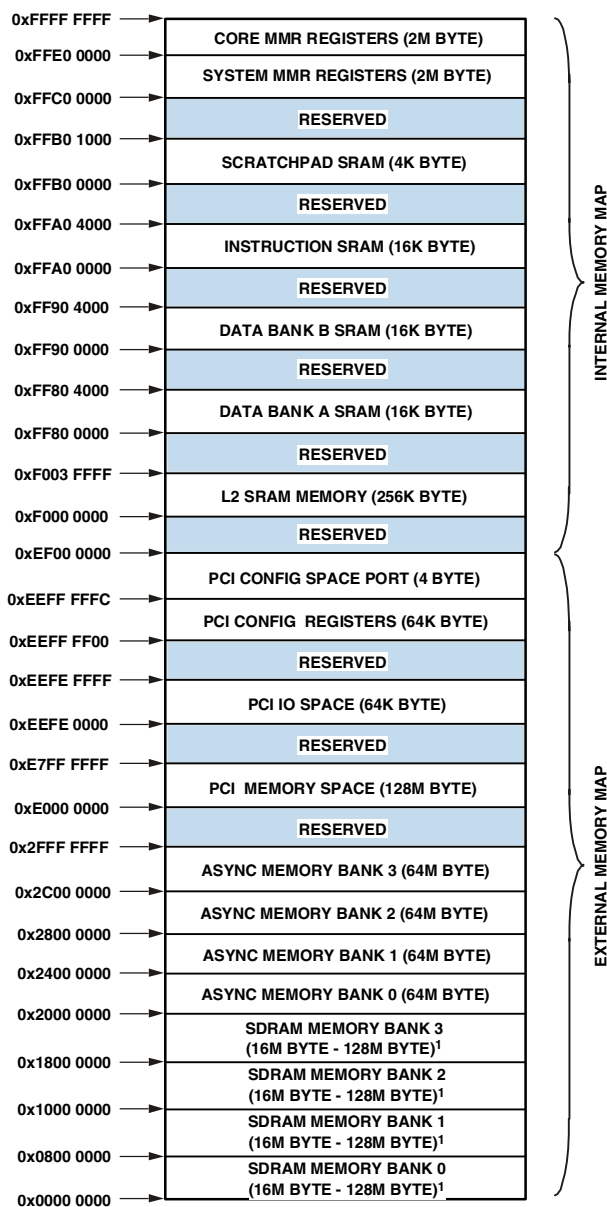 0xFFFF FFFF
CORE MMR REGISTERS (2M BYTE)
0xFFE0 0000
SYSTEM MMR REGISTERS (2M BYTE)
0xFFC0 0000
RESERVED
0xFFB0 1000
SCRATCHPAD SRAM (4K BYTE)
0xFFB0 0000
RESERVED
0xFFA0 4000
INSTRUCTION SRAM (16K BYTE)
0xFFA0 0000
RESERVED
0xFF90 4000
DATA BANK B SRAM (16K BYTE)
0xFF90 0000
RESERVED
0xFF80 4000
DATA BANK A SRAM (16K BYTE)
0xFF80 0000
RESERVED
0xF003 FFFF
L2 SRAM MEMORY (256K BYTE)
0xF000 0000
RESERVED
0xEF00 0000
INTERNAL MEMORY MAP
PCI CONFIG SPACE PORT (4 BYTE)
0xEEFF FFFC
PCI CONFIG REGISTERS (64K BYTE)
0xEEFF FF00
RESERVED
0xEEFE FFFF
PCI IO SPACE (64K BYTE)
0xEEFE 0000
RESERVED
0xE7FF FFFF
PCI MEMORY SPACE (128M BYTE)
0xE000 0000
RESERVED
0x2FFF FFFF
ASYNC MEMORY BANK 3 (64M BYTE)
0x2C00 0000
ASYNC MEMORY BANK 2 (64M BYTE)
0x2800 0000
ASYNC MEMORY BANK 1 (64M BYTE)
0x2400 0000
ASYNC MEMORY BANK 0 (64M BYTE)
0x2000 0000
SDRAM MEMORY BANK 3
(16M BYTE - 128M BYTE)¹
0x1800 0000
SDRAM MEMORY BANK 2
(16M BYTE - 128M BYTE)¹
0x1000 0000
SDRAM MEMORY BANK 1
(16M BYTE - 128M BYTE)¹
0x0800 0000
SDRAM MEMORY BANK 0
(16M BYTE - 128M BYTE)¹
0x0000 0000
EXTERNAL MEMORY MAP